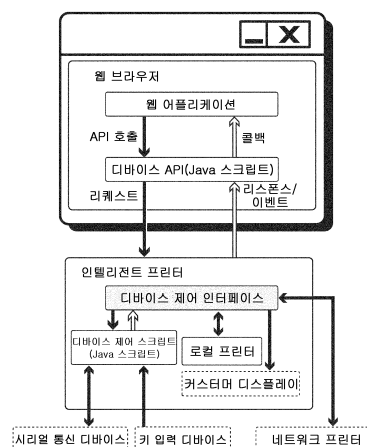 웹 브라우저
웹 어플리케이션
API 호출
콜백
디바이스 API(Java 스크립트)
리퀘스트
리스폰스/
이벤트
인텔리전트 프린터
디바이스 제어 인터페이스
디바이스 제어 스크립트
(Java 스크립트)
로컬 프린터
커스터머 디스플레이
시리얼 통신 디바이스
키 입력 디바이스
네트워크 프린터